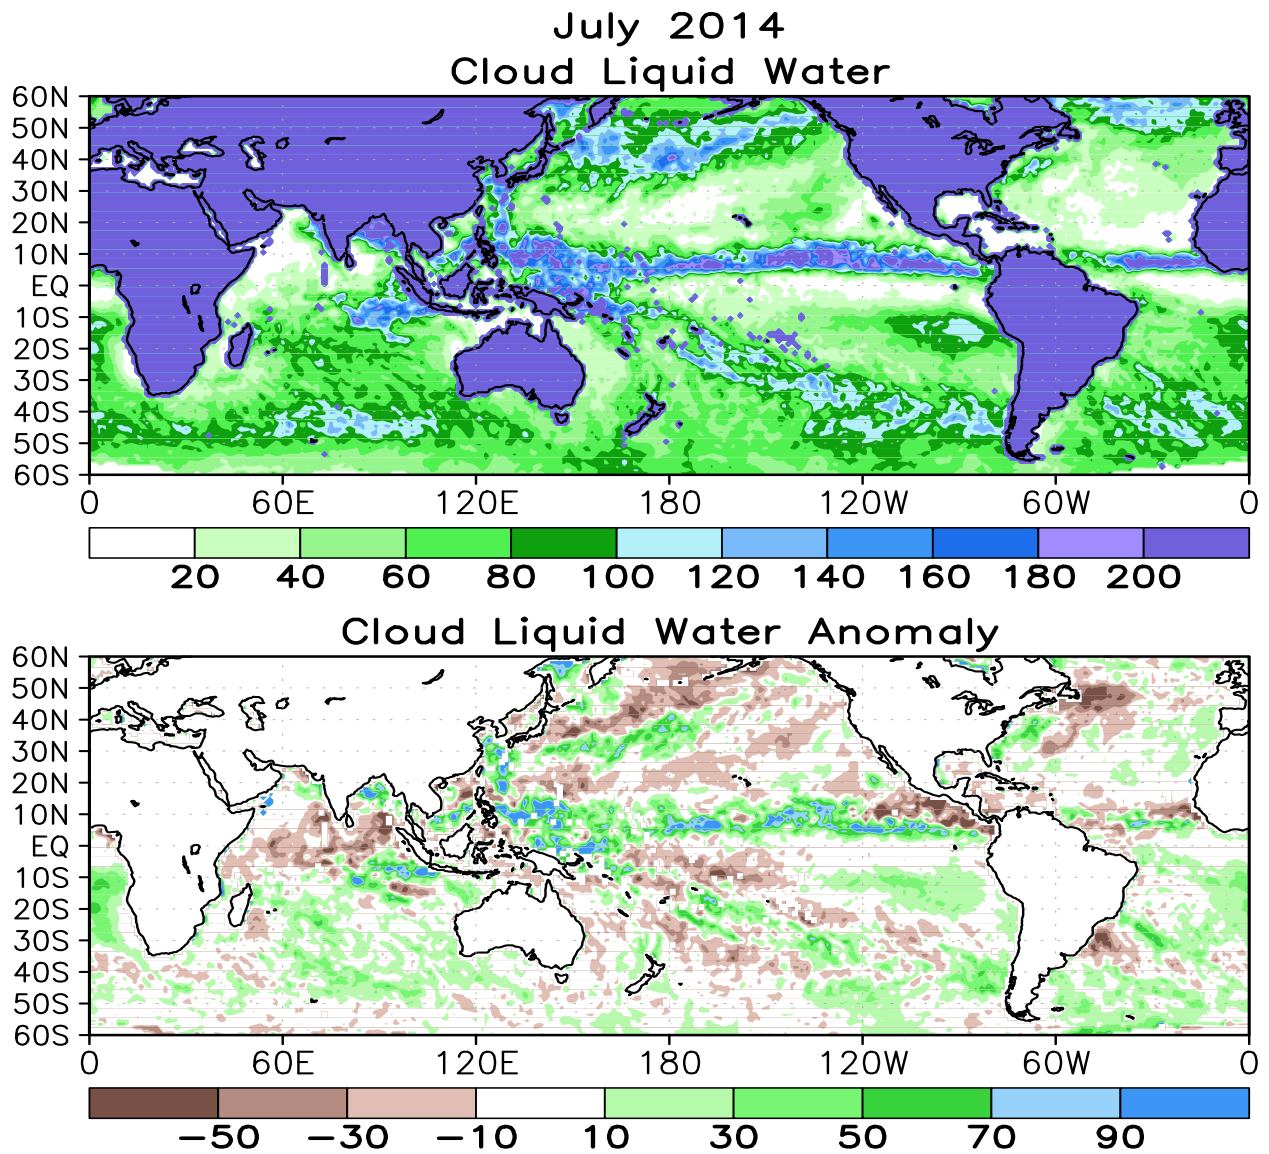 July 2014
Cloud Liquid Water
60N
50N
40N
30N
20N
10N
EQ
10S
20S
30S
40S
50S
60S
0 60E 120E 180 120W 60W 0
20 40 60 80 100 120 140 160 180 200
Cloud Liquid Water Anomaly
60N
50N
40N
30N
20N
10N
EQ
10S
20S
30S
40S
50S
60S
0 60E 120E 180 120W 60W 0
−50 −30 −10 10 30 50 70 90